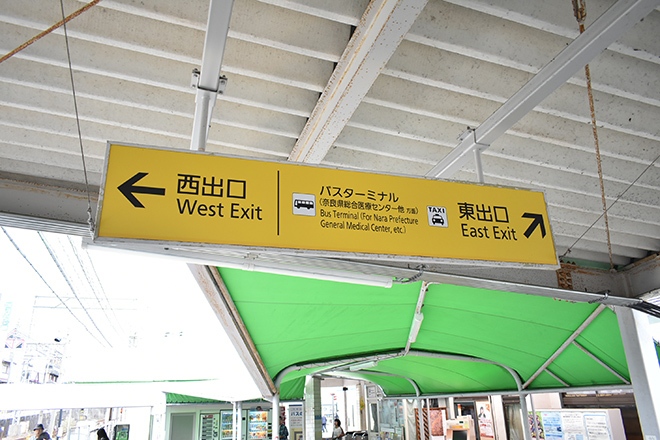 西出口
West Exit
バスターミナル
(奈良県総合医療センター他 方面)
Bus Terminal (For Nara Prefecture
General Medical Center, etc.)
TAXI
東出口
East Exit